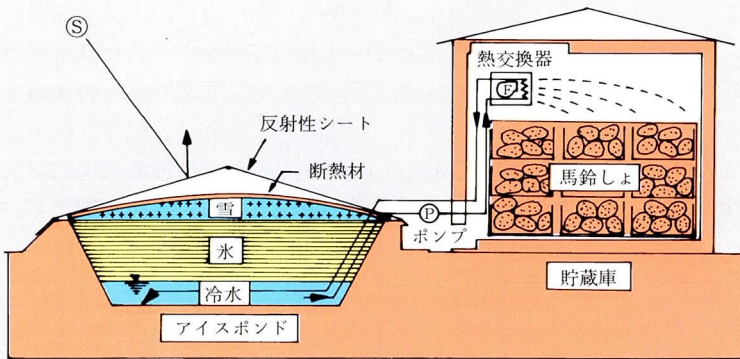 Ⓢ
熱交換器
Ⓕ
反射性シート
断熱材
馬鈴しょ
雪
Ⓟ
ポンプ
氷
貯蔵庫
冷水
アイスポンド